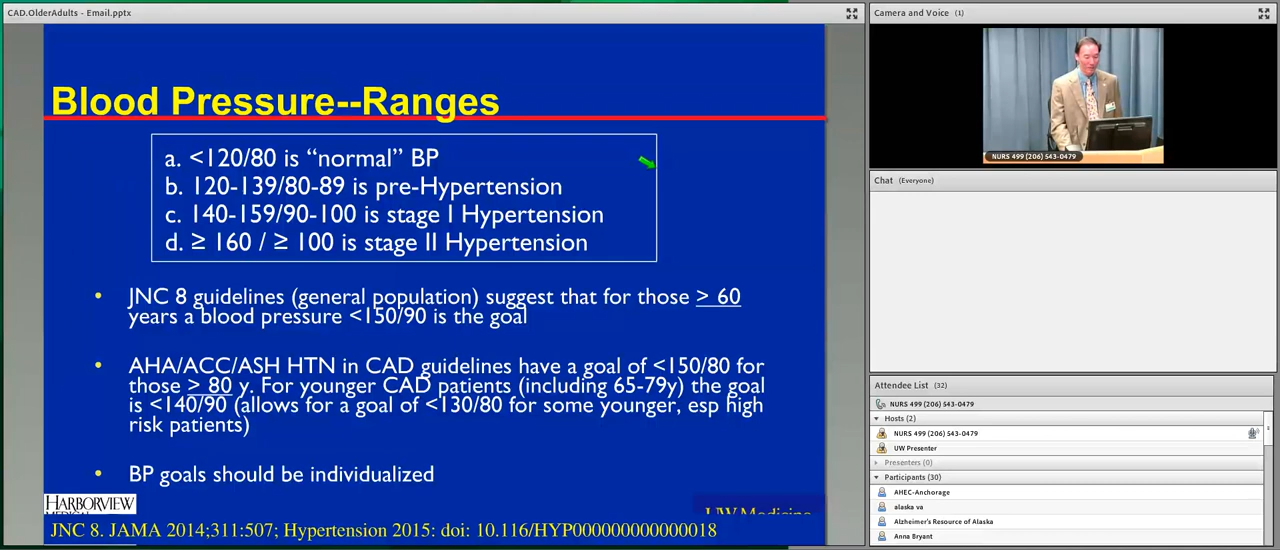 CAD.OlderAdults - Email.pptx
Blood Pressure--Ranges
a. <120/80 is “normal” BP
b. 120-139/80-89 is pre-Hypertension
c. 140-159/90-100 is stage I Hypertension
d. ≥ 160 / ≥ 100 is stage II Hypertension
• JNC 8 guidelines (general population) suggest that for those > 60
years a blood pressure <150/90 is the goal
• AHA/ACC/ASH HTN in CAD guidelines have a goal of <150/80 for
those > 80 y. For younger CAD patients (including 65-79y) the goal
is <140/90 (allows for a goal of <130/80 for some younger, esp high
risk patients)
• BP goals should be individualized
HARBORVIEW
UW Medicine
JNC 8. JAMA 2014;311:507; Hypertension 2015: doi: 10.116/HYP0000000000000018
Camera and Voice (1)
NURS 499 (206) 543-0479
Chat (Everyone)
Attendee List (32)
NURS 499 (206) 543-0479
Hosts (2)
NURS 499 (206) 543-0479
UW Presenter
Presenters (0)
Participants (30)
AHEC-Anchorage
alaska va
Alzheimer's Resource of Alaska
Anna Bryant